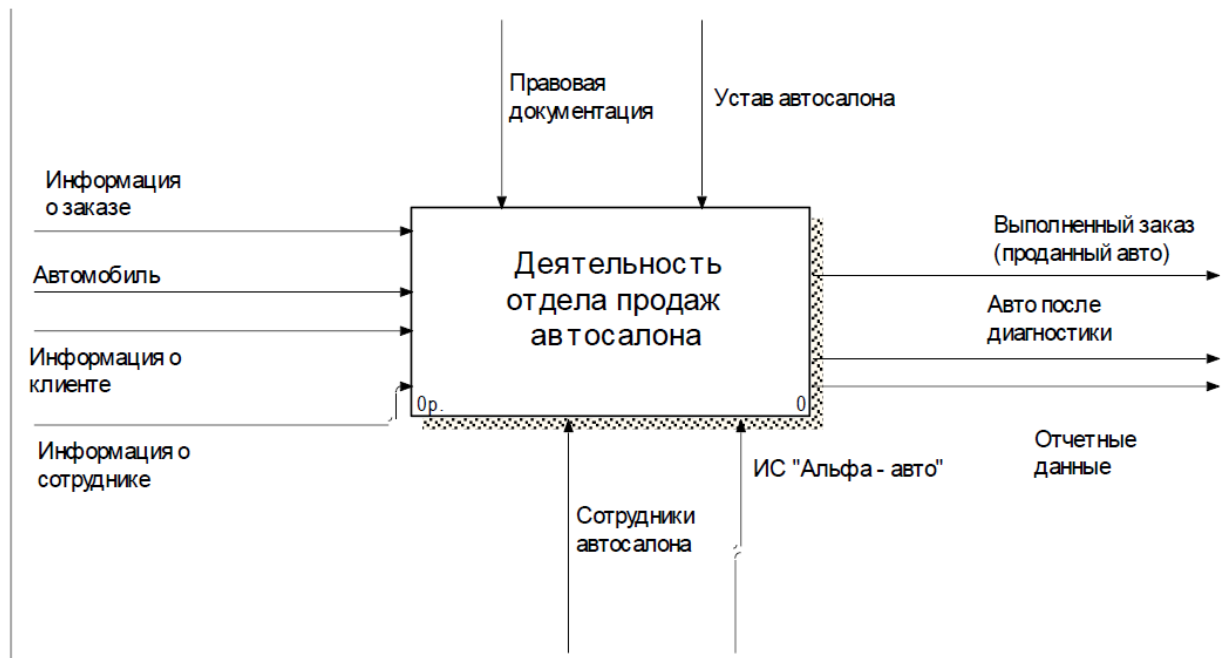 Правовая
документация
Устав автосалона
Информация
о заказе
Автомобиль
Информация о
клиенте
Информация о
сотруднике
Деятельность
отдела продаж
автосалона
0р.
0
Выполненный заказ
(проданный авто)
Авто после
диагностики
Отчетные
данные
ИС "Альфа - авто"
Сотрудники
автосалона